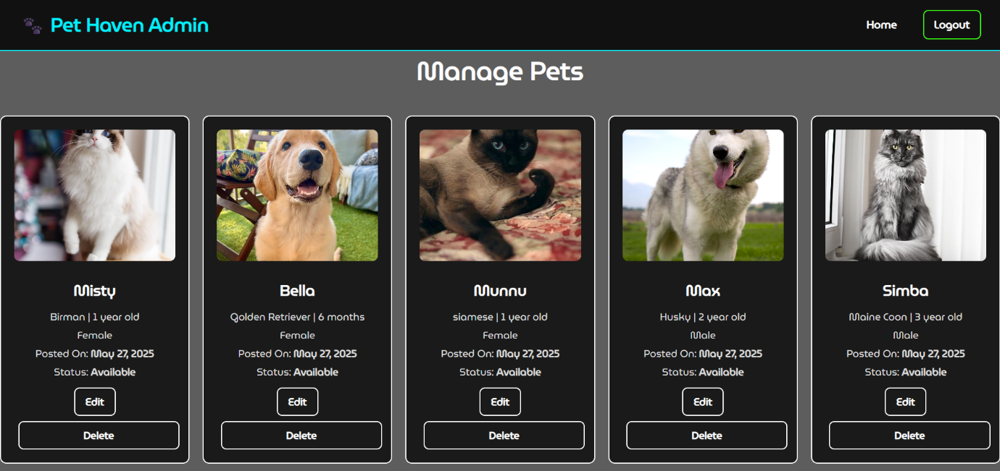 Pet Haven Admin
Home
Logout
Manage Pets
Misty
Birman | 1 year old
Female
Posted On: May 27, 2025
Status: Available
Edit
Delete
Bella
Golden Retriever | 6 months
Female
Posted On: May 27, 2025
Status: Available
Edit
Delete
Munnu
siamese | 1 year old
Female
Posted On: May 27, 2025
Status: Available
Edit
Delete
Max
Husky | 2 year old
Male
Posted On: May 27, 2025
Status: Available
Edit
Delete
Simba
Maine Coon | 3 year old
Male
Posted On: May 27, 2025
Status: Available
Edit
Delete